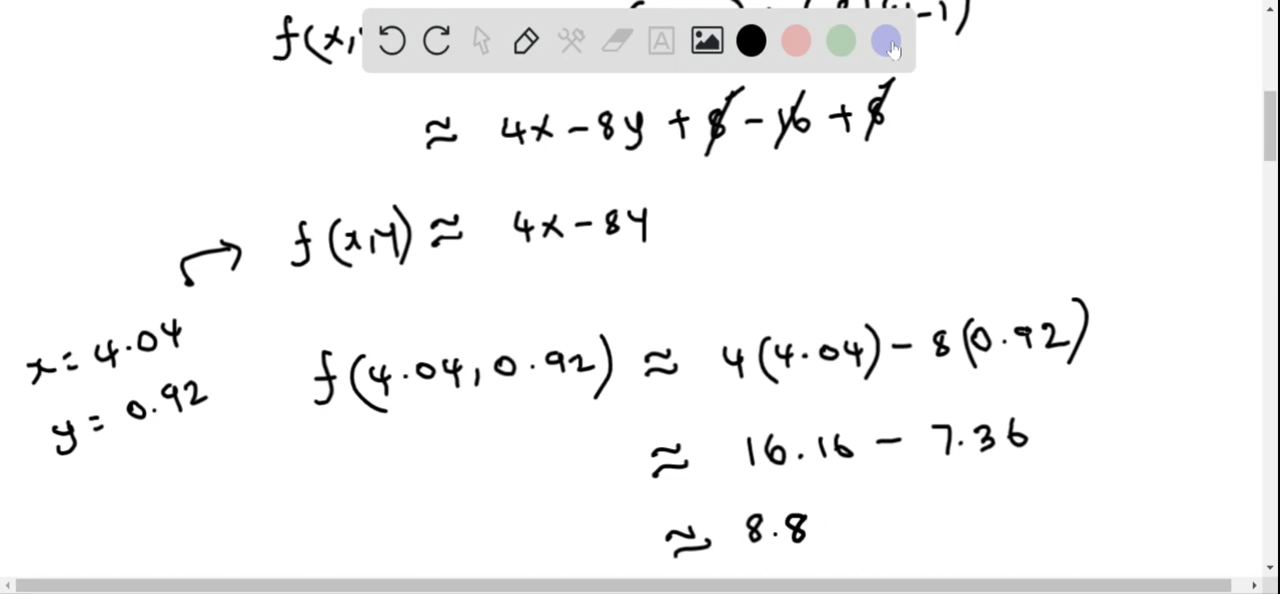 f(x,
≈ 4x - 8y + 8 - 16 + 8
f(x,y) ≈ 4x - 8y
x = 4.04
y = 0.92
f(4.04, 0.92) ≈ 4(4.04) - 8(0.92)
≈ 16.16 - 7.36
≈ 8.8